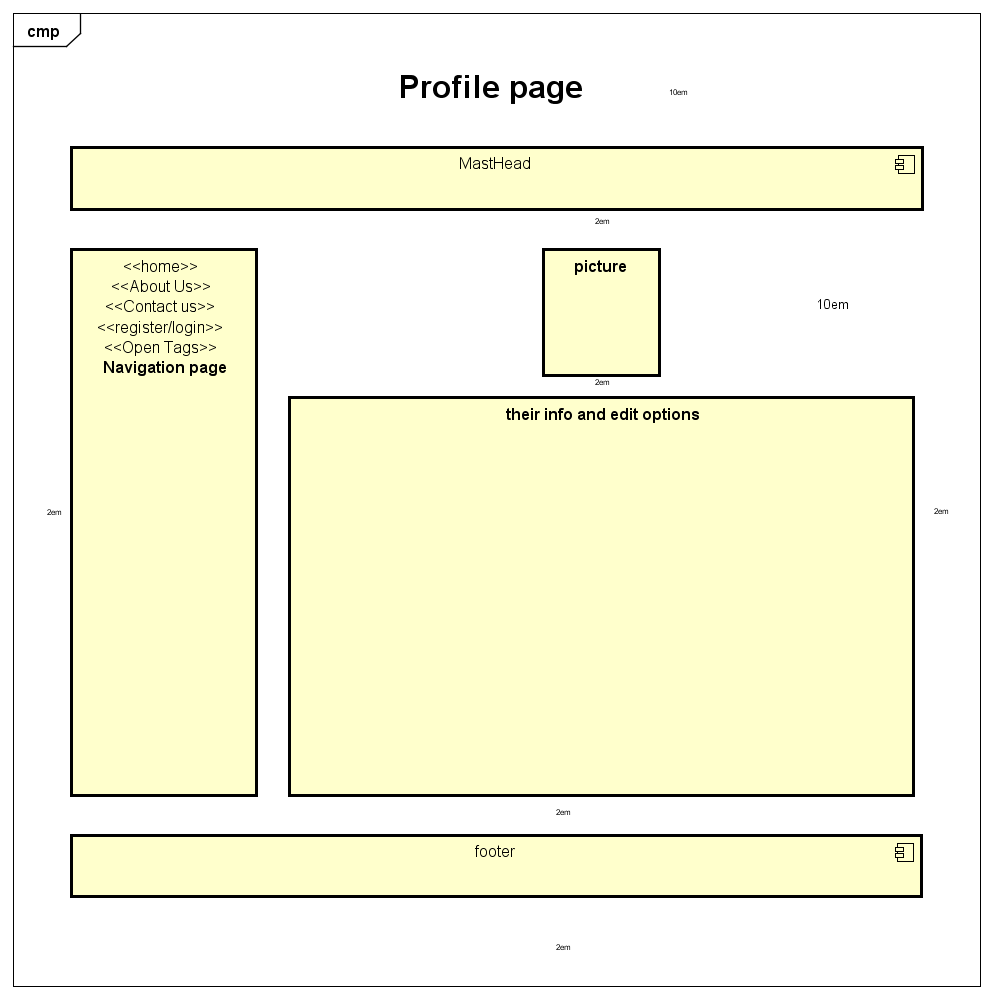 cmp
Profile page
10em
MastHead
2em
<<home>>
<<About Us>>
<<Contact us>>
<<register/login>>
<<Open Tags>>
Navigation page
picture
10em
2em
their info and edit options
2em
2em
2em
footer
2em